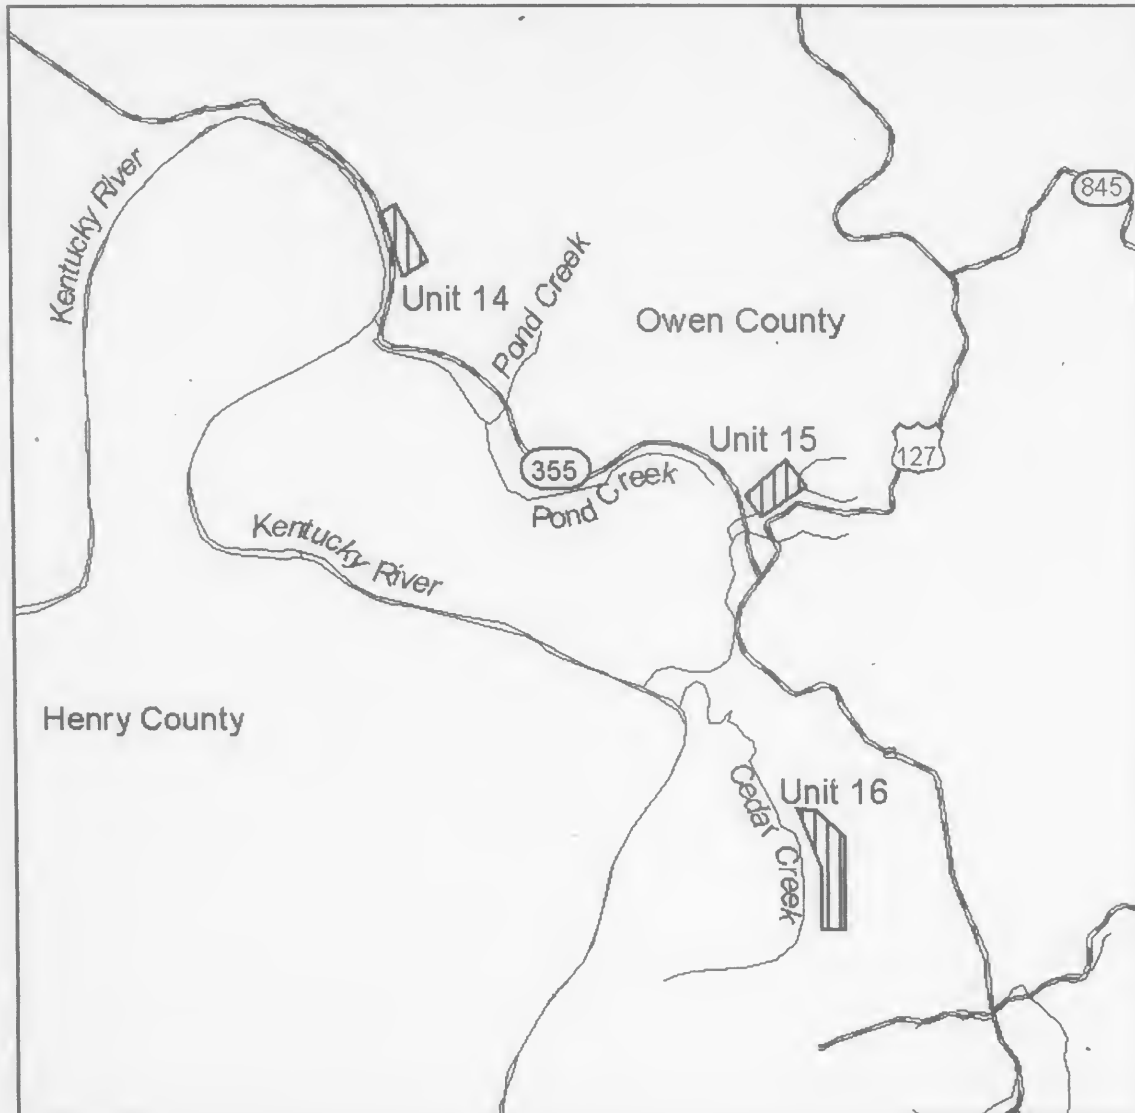 Kentucky River
845
Unit 14
Pond Creek
Owen County
Unit 15
127
355
Pond Creek
Kentucky River
Henry County
Cedar Creek
Unit 16